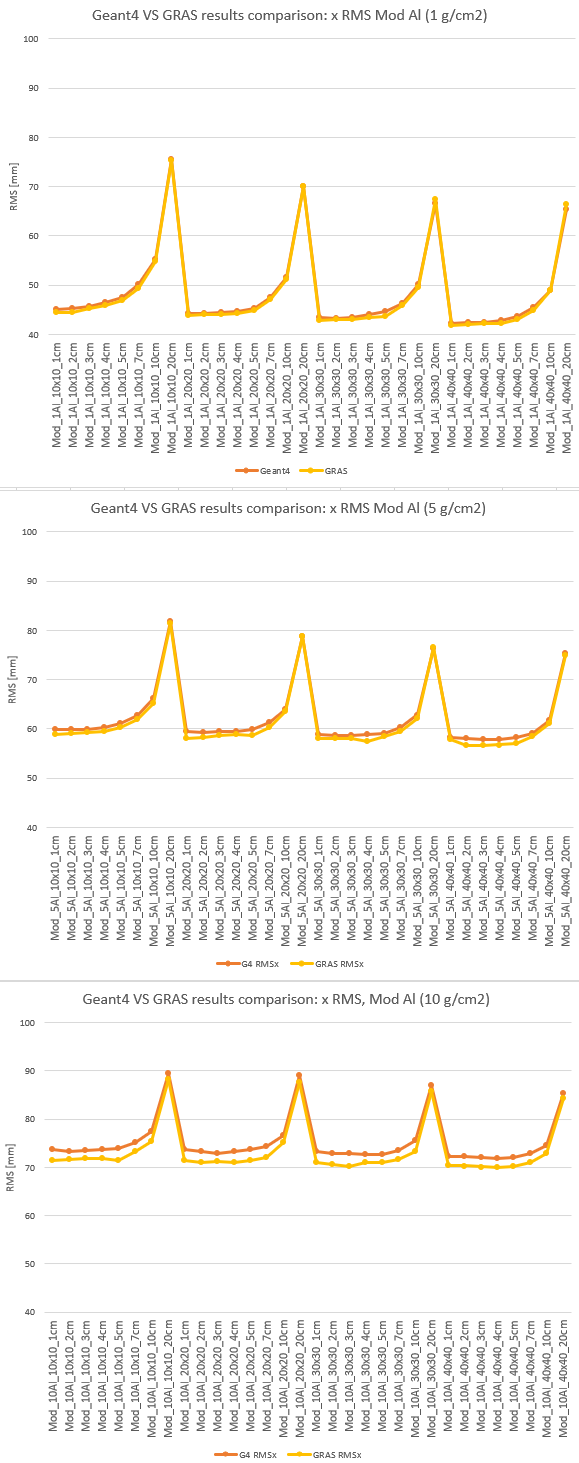 Geant4 VS GRAS results comparison: x RMS Mod Al (1 g/cm2)
100
90
80
70
60
50
40
RMS [mm]
Mod_1Al_10x10_1cm
Mod_1Al_10x10_2cm
Mod_1Al_10x10_3cm
Mod_1Al_10x10_4cm
Mod_1Al_10x10_5cm
Mod_1Al_10x10_7cm
Mod_1Al_10x10_10cm
Mod_1Al_10x10_20cm
Mod_1Al_20x20_1cm
Mod_1Al_20x20_2cm
Mod_1Al_20x20_3cm
Mod_1Al_20x20_4cm
Mod_1Al_20x20_5cm
Mod_1Al_20x20_7cm
Mod_1Al_20x20_10cm
Mod_1Al_20x20_20cm
Mod_1Al_30x30_1cm
Mod_1Al_30x30_2cm
Mod_1Al_30x30_3cm
Mod_1Al_30x30_4cm
Mod_1Al_30x30_5cm
Mod_1Al_30x30_7cm
Mod_1Al_30x30_10cm
Mod_1Al_30x30_20cm
Mod_1Al_40x40_1cm
Mod_1Al_40x40_2cm
Mod_1Al_40x40_3cm
Mod_1Al_40x40_4cm
Mod_1Al_40x40_5cm
Mod_1Al_40x40_7cm
Mod_1Al_40x40_10cm
Mod_1Al_40x40_20cm
Geant4 GRAS
Geant4 VS GRAS results comparison: x RMS Mod Al (5 g/cm2)
100
90
80
70
60
50
40
RMS [mm]
Mod_5Al_10x10_1cm
Mod_5Al_10x10_2cm
Mod_5Al_10x10_3cm
Mod_5Al_10x10_4cm
Mod_5Al_10x10_5cm
Mod_5Al_10x10_7cm
Mod_5Al_10x10_10cm
Mod_5Al_10x10_20cm
Mod_5Al_20x20_1cm
Mod_5Al_20x20_2cm
Mod_5Al_20x20_3cm
Mod_5Al_20x20_4cm
Mod_5Al_20x20_5cm
Mod_5Al_20x20_7cm
Mod_5Al_20x20_10cm
Mod_5Al_20x20_20cm
Mod_5Al_30x30_1cm
Mod_5Al_30x30_2cm
Mod_5Al_30x30_3cm
Mod_5Al_30x30_4cm
Mod_5Al_30x30_5cm
Mod_5Al_30x30_7cm
Mod_5Al_30x30_10cm
Mod_5Al_30x30_20cm
Mod_5Al_40x40_1cm
Mod_5Al_40x40_2cm
Mod_5Al_40x40_3cm
Mod_5Al_40x40_4cm
Mod_5Al_40x40_5cm
Mod_5Al_40x40_7cm
Mod_5Al_40x40_10cm
Mod_5Al_40x40_20cm
G4 RMSx GRAS RMSx
Geant4 VS GRAS results comparison: x RMS, Mod Al (10 g/cm2)
100
90
80
70
60
50
40
RMS [mm]
Mod_10Al_10x10_1cm
Mod_10Al_10x10_2cm
Mod_10Al_10x10_3cm
Mod_10Al_10x10_4cm
Mod_10Al_10x10_5cm
Mod_10Al_10x10_7cm
Mod_10Al_10x10_10cm
Mod_10Al_10x10_20cm
Mod_10Al_20x20_1cm
Mod_10Al_20x20_2cm
Mod_10Al_20x20_3cm
Mod_10Al_20x20_4cm
Mod_10Al_20x20_5cm
Mod_10Al_20x20_7cm
Mod_10Al_20x20_10cm
Mod_10Al_20x20_20cm
Mod_10Al_30x30_1cm
Mod_10Al_30x30_2cm
Mod_10Al_30x30_3cm
Mod_10Al_30x30_4cm
Mod_10Al_30x30_5cm
Mod_10Al_30x30_7cm
Mod_10Al_30x30_10cm
Mod_10Al_30x30_20cm
Mod_10Al_40x40_1cm
Mod_10Al_40x40_2cm
Mod_10Al_40x40_3cm
Mod_10Al_40x40_4cm
Mod_10Al_40x40_5cm
Mod_10Al_40x40_7cm
Mod_10Al_40x40_10cm
Mod_10Al_40x40_20cm
G4 RMSx GRAS RMSx